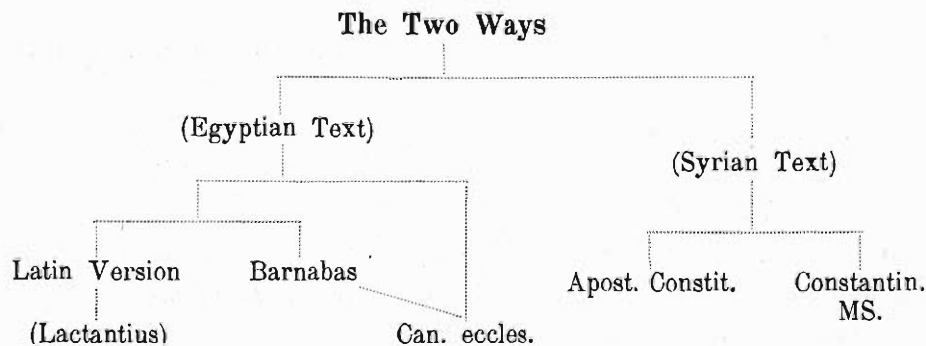 The Two Ways
(Egyptian Text)
(Syrian Text)
Latin Version
Barnabas
Apost. Constit.
Constantin.
MS.
(Lactantius)
Can. eccles.